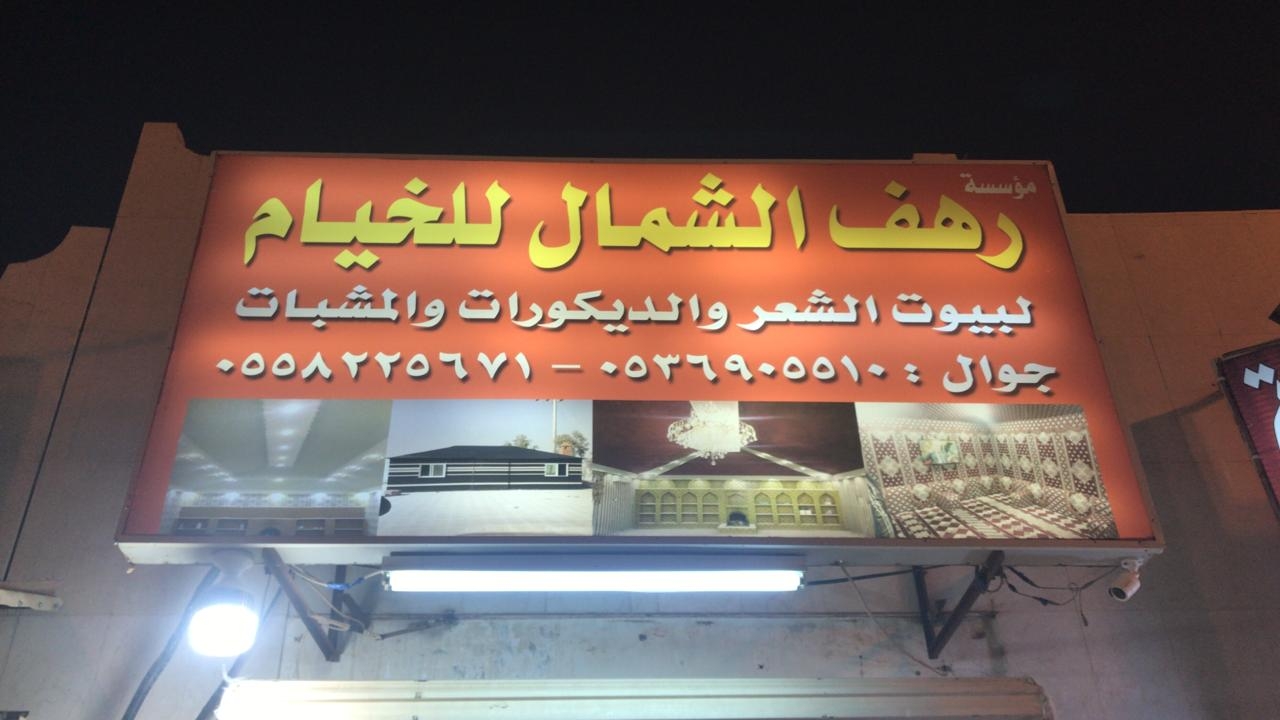 مؤسسة
رهف الشمال للخيام
لبيوت الشعر والديكورات والمشبات
جوال : ٠٥٣٦٩٠٥٥١٠ – ٠٥٥٨٢٢٥٦٧١